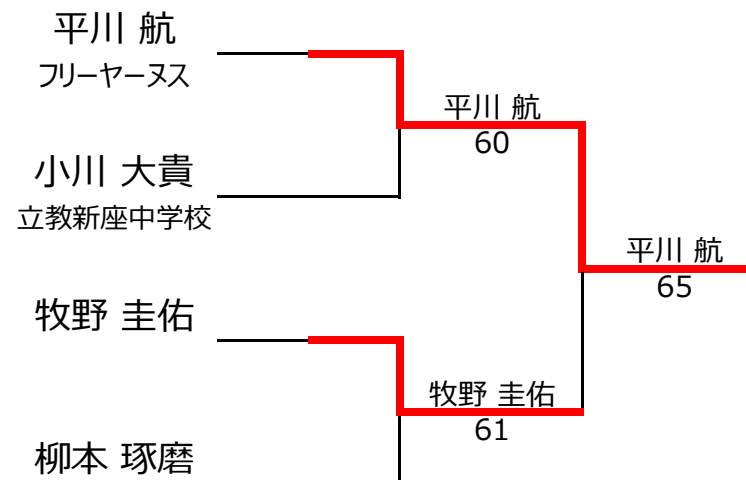 平川 航
フリーヤーヌス
平川 航
60
小川 大貴
立教新座中学校
平川 航
65
牧野 圭佑
牧野 圭佑
61
柳本 琢磨